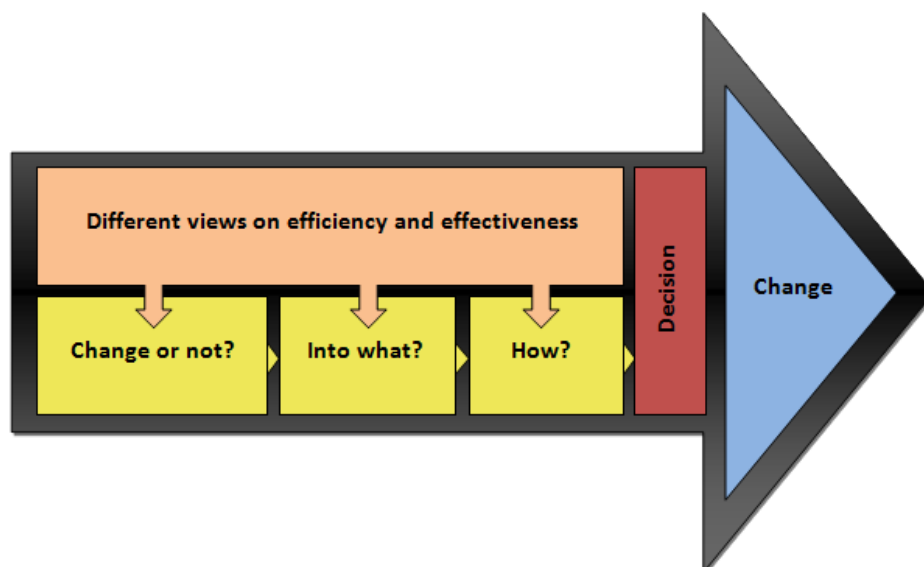 Different views on efficiency and effectiveness
Change or not?
Into what?
How?
Decision
Change